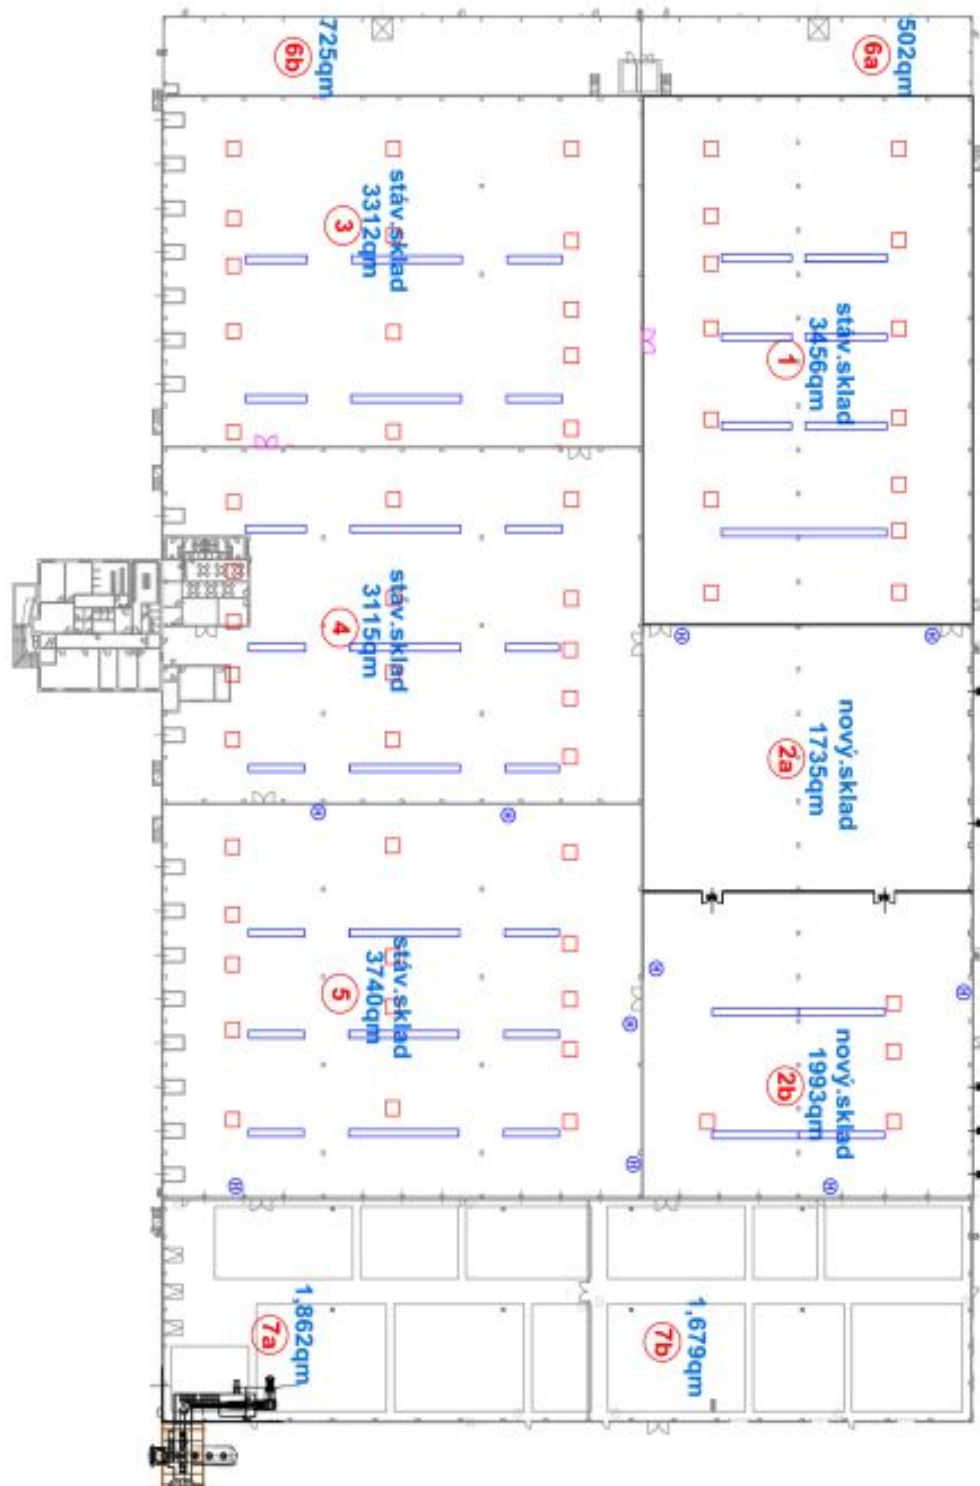 725qm
6b
502qm
6a
stáv.sklad
3312qm
3
stáv.sklad
3456qm
1
stáv.sklad
3115qm
4
nový.sklad
1735qm
2a
stáv.sklad
3740qm
5
nový.sklad
1993qm
2b
1,862qm
7a
1,679qm
7b